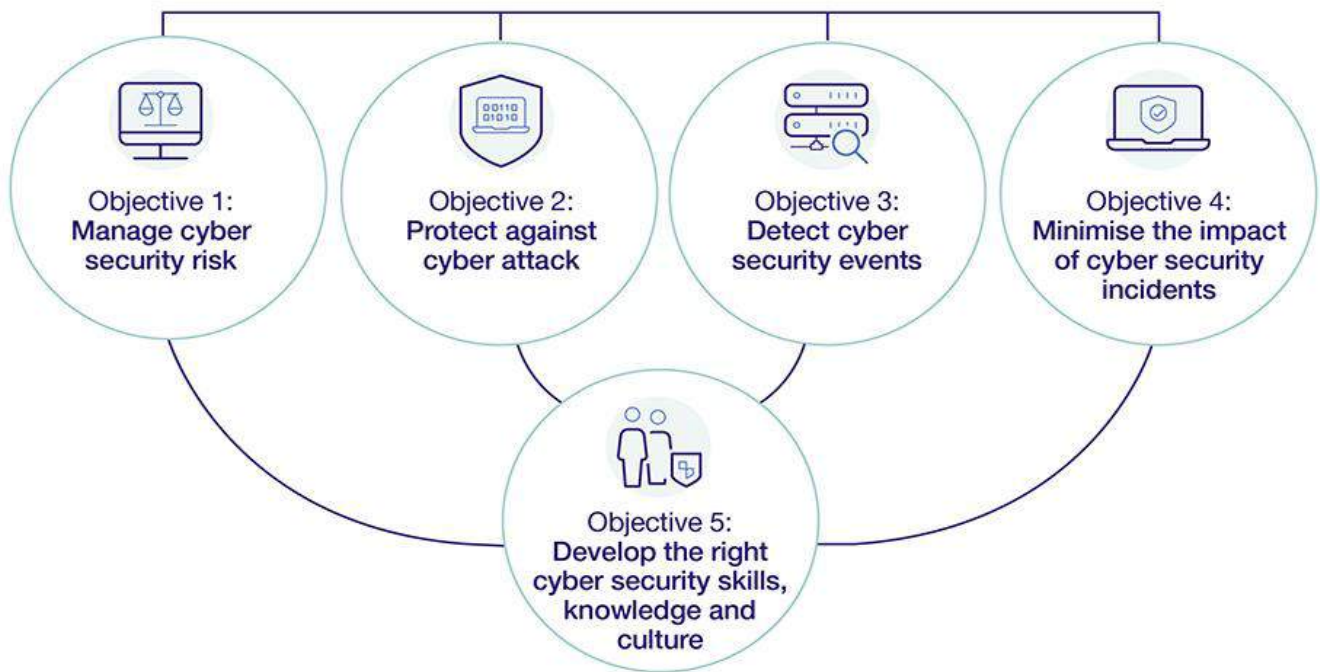 00110
01010
Objective 1:
Manage cyber
security risk
Objective 2:
Protect against
cyber attack
Objective 3:
Detect cyber
security events
Objective 4:
Minimise the impact
of cyber security
incidents
Objective 5:
Develop the right
cyber security skills,
knowledge and
culture